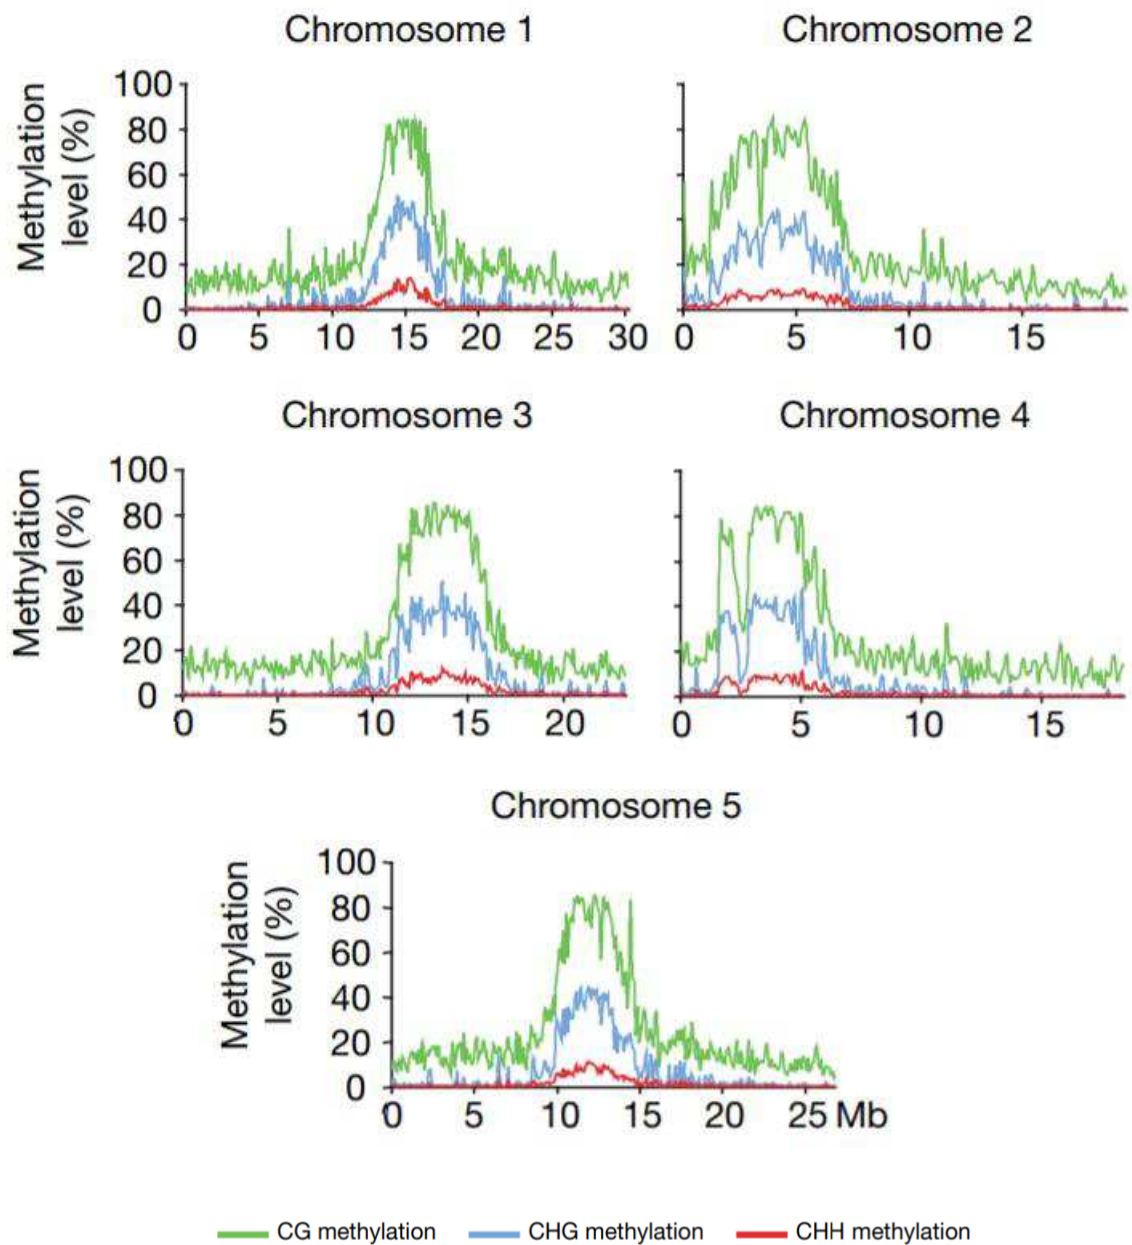 Chromosome 1
Methylation
level (%)
100
80
60
40
20
0
0 5 10 15 20 25 30
Chromosome 2
0 5 10 15
Chromosome 3
Methylation
level (%)
100
80
60
40
20
0
0 5 10 15 20
Chromosome 4
0 5 10 15
Chromosome 5
Methylation
level (%)
100
80
60
40
20
0
0 5 10 15 20 25 Mb
CG methylation CHG methylation CHH methylation